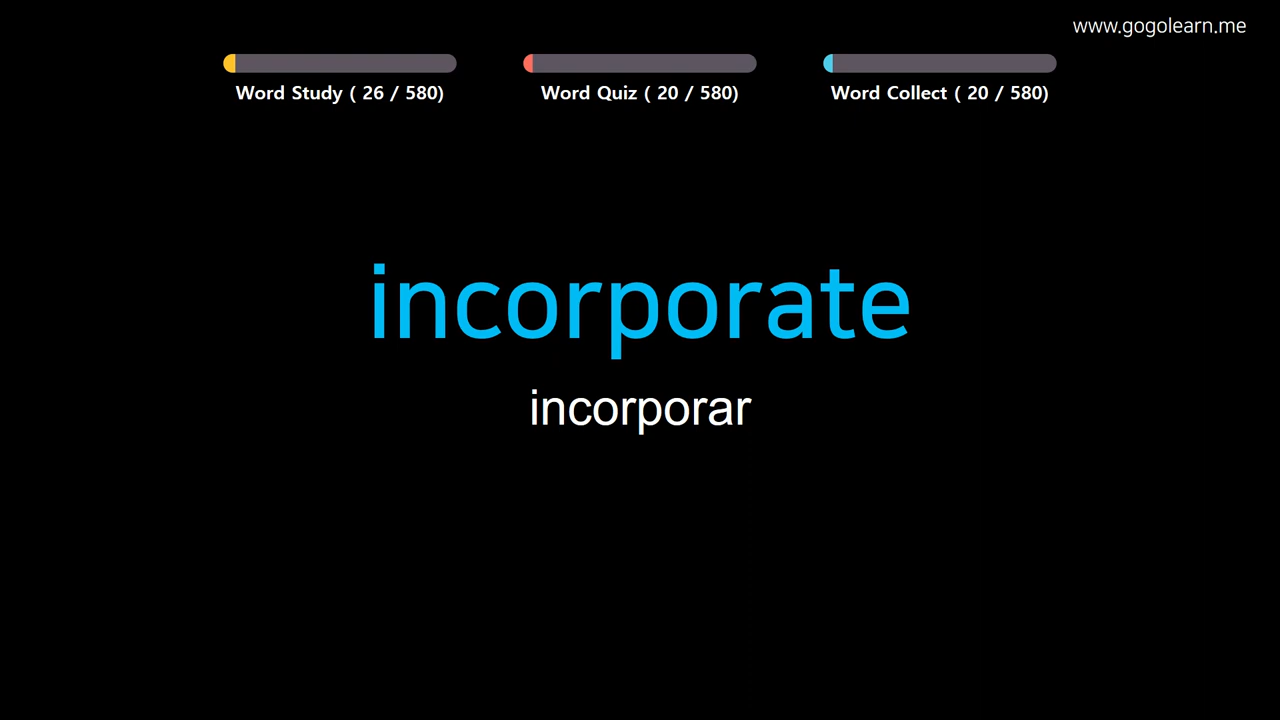 www.gogolearn.me
Word Study ( 26 / 580)
Word Quiz ( 20 / 580)
Word Collect ( 20 / 580)
incorporate
incorporar